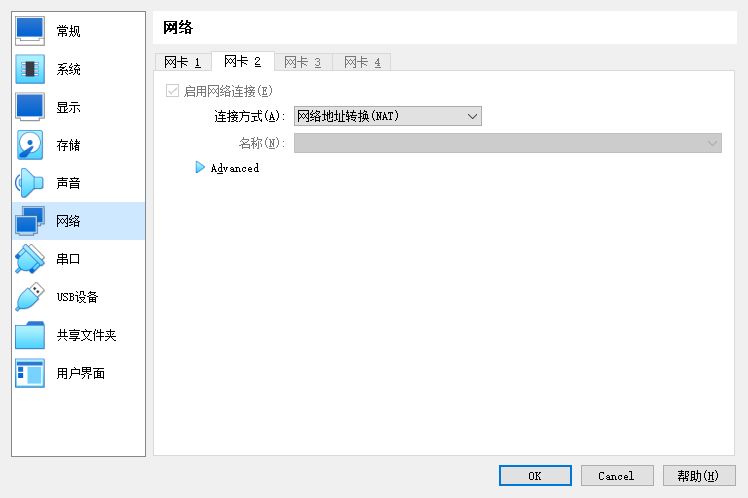 常规
系统
显示
存储
声音
网络
串口
USB设备
共享文件夹
用户界面
网络
网卡 1 网卡 2 网卡 3 网卡 4
启用网络连接(E)
连接方式(A): 网络地址转换(NAT)
名称(N):
Advanced
OK Cancel 帮助(H)